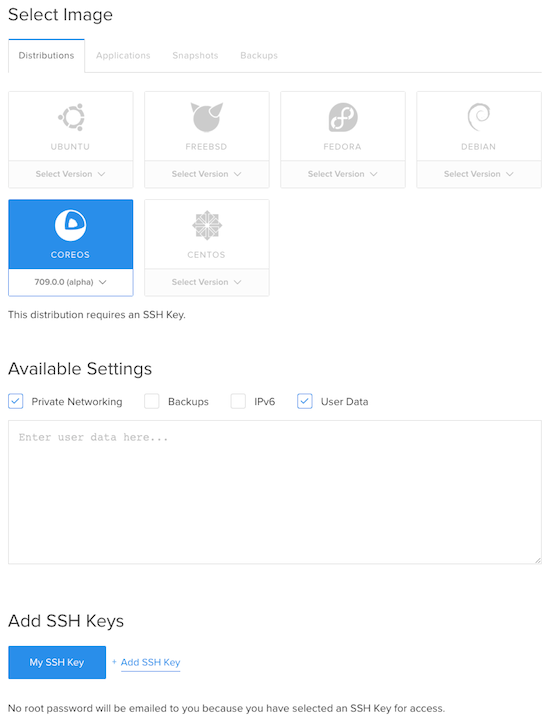 Select Image
Distributions Applications Snapshots Backups
UBUNTU FREEBSD FEDORA DEBIAN
Select Version Select Version Select Version Select Version
COREOS CENTOS
709.0.0 (alpha) Select Version
This distribution requires an SSH Key.
Available Settings
Private Networking Backups IPv6 User Data
Enter user data here...
Add SSH Keys
My SSH Key + Add SSH Key
No root password will be emailed to you because you have selected an SSH Key for access.